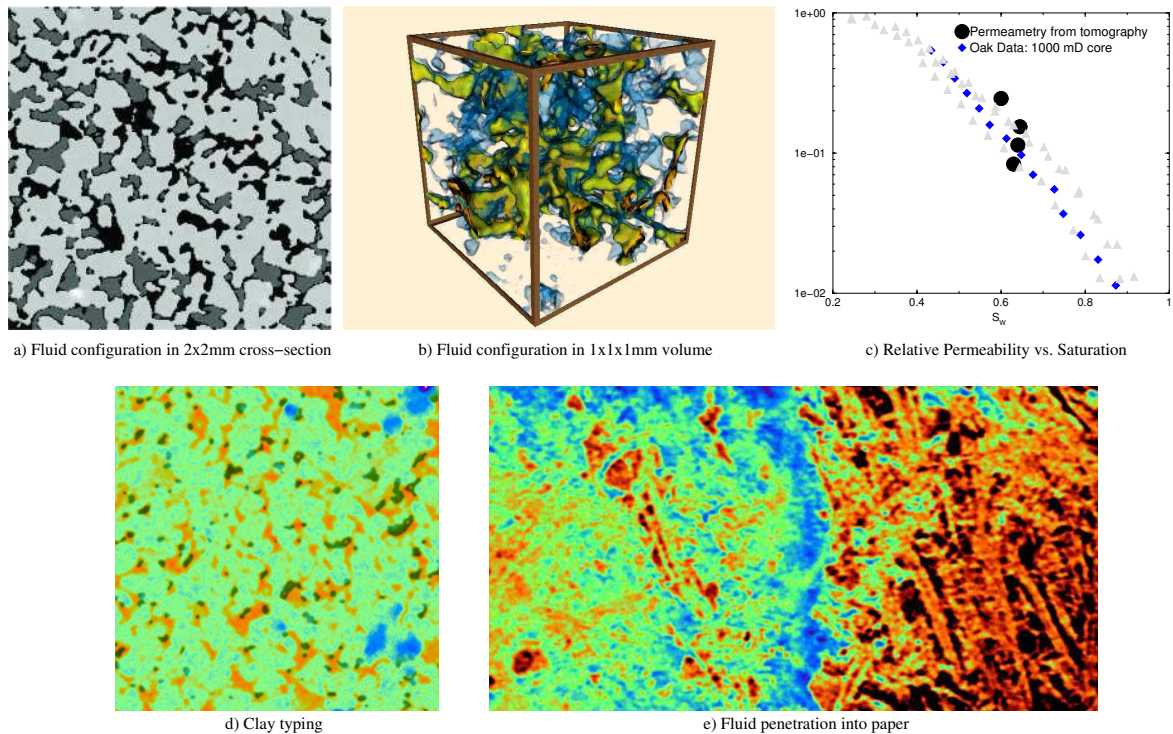 1e+00
Permeametry from tomography
Oak Data: 1000 mD core
1e−01
1e−02
0.2 0.4 0.6 0.8 1
S_w
a) Fluid configuration in 2x2mm cross−section
b) Fluid configuration in 1x1x1mm volume
c) Relative Permeability vs. Saturation
d) Clay typing
e) Fluid penetration into paper